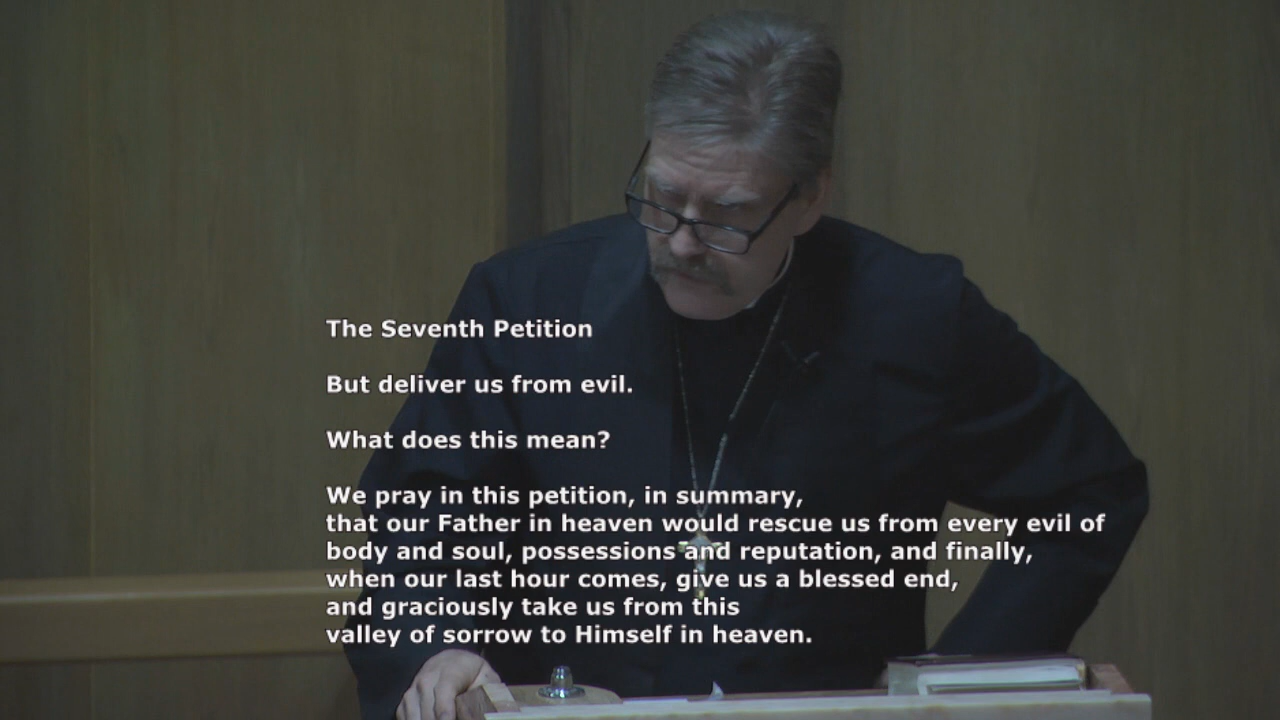 The Seventh Petition
But deliver us from evil.
What does this mean?
We pray in this petition, in summary,
that our Father in heaven would rescue us from every evil of
body and soul, possessions and reputation, and finally,
when our last hour comes, give us a blessed end,
and graciously take us from this
valley of sorrow to Himself in heaven.